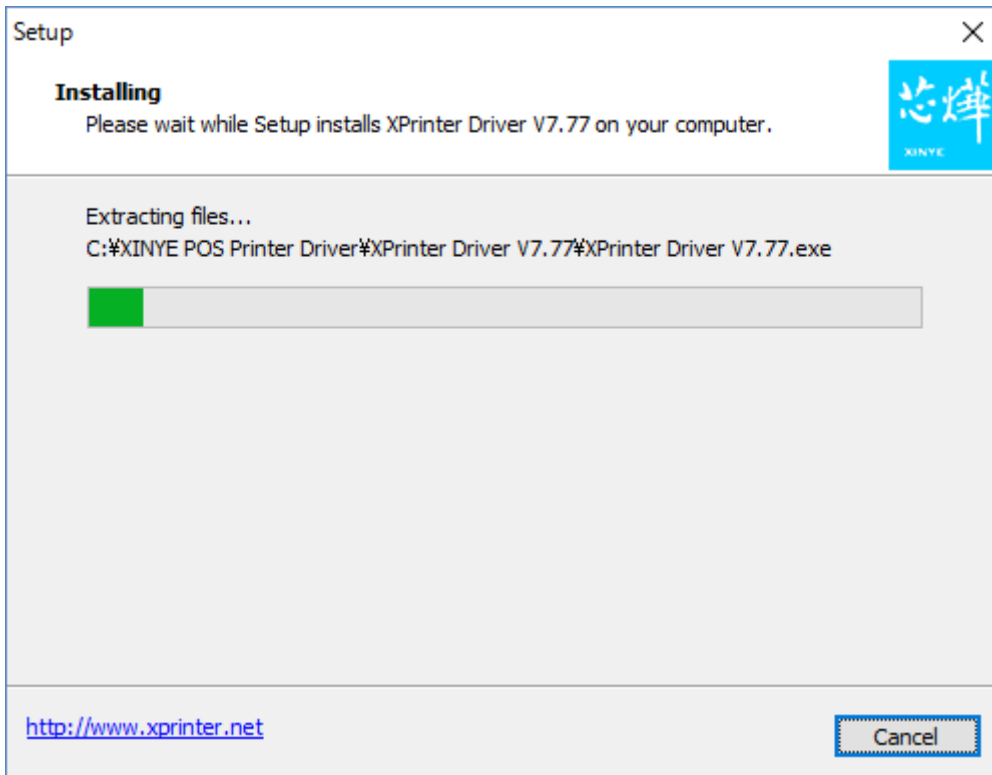 Setup
Installing
Please wait while Setup installs XPrinter Driver V7.77 on your computer.
芯烨
XINYE
Extracting files...
C:¥XINYE POS Printer Driver¥XPrinter Driver V7.77¥XPrinter Driver V7.77.exe
http://www.xprinter.net
Cancel